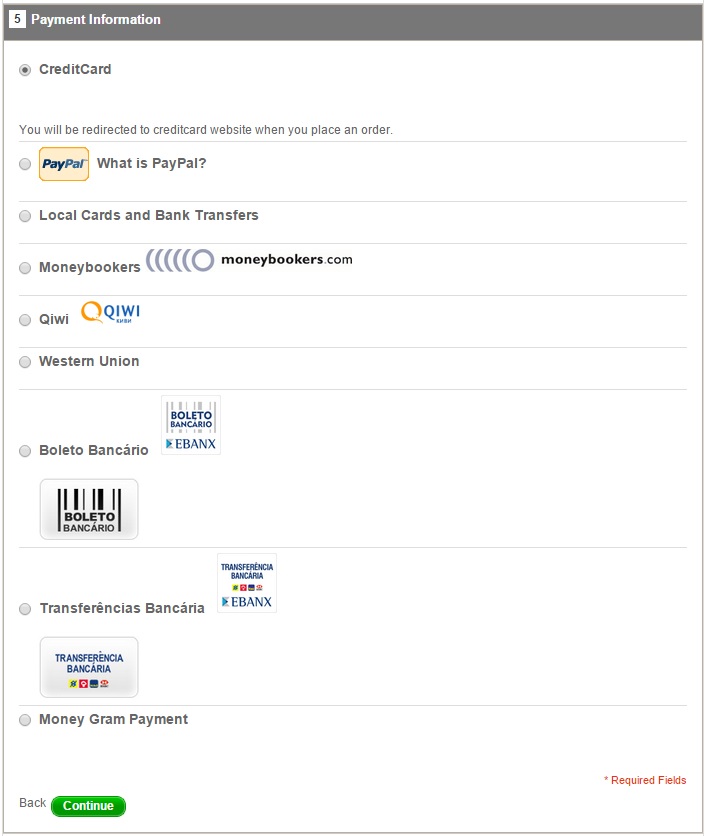 5 Payment Information
CreditCard
You will be redirected to creditcard website when you place an order.
PayPal What is PayPal?
Local Cards and Bank Transfers
Moneybookers moneybookers.com
Qiwi QIWI
КИВИ
Western Union
BOLETO
BANCÁRIO
EBANX
Boleto Bancário
BOLETO
BANCÁRIO
TRANSFERÊNCIA
BANCÁRIA
EBANX
Transferências Bancária
TRANSFERÊNCIA
BANCÁRIA
Money Gram Payment
* Required Fields
Back Continue